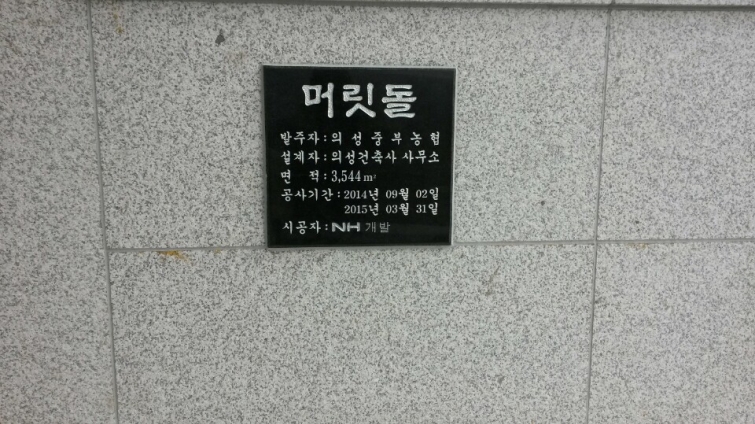 머릿돌
발주자 : 의 성 중 부 농 협
설계자 : 의성건축사 사무소
면 적 : 3,544 m²
공사기간 : 2014년 09월 02일
2015년 03월 31일
시공자 : NH 개발